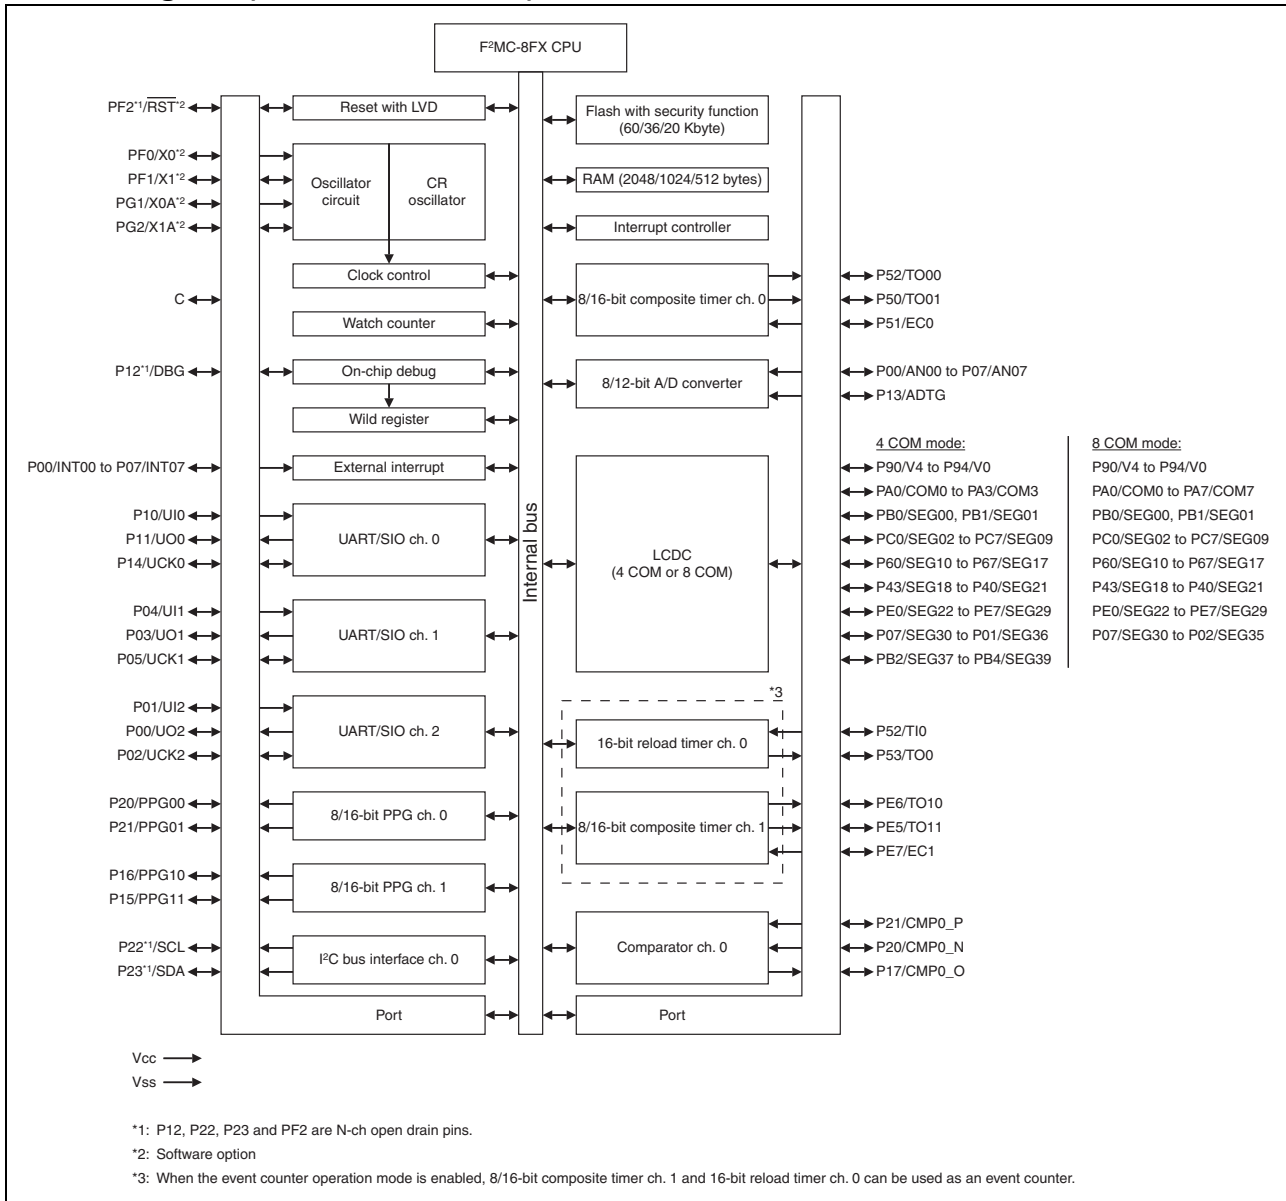 F²MC-8FX CPU
PF2*1/RST*2
Reset with LVD
Flash with security function
(60/36/20 Kbyte)
PF0/X0*2
PF1/X1*2
PG1/X0A*2
PG2/X1A*2
Oscillator
circuit
CR
oscillator
RAM (2048/1024/512 bytes)
Interrupt controller
Clock control
C
Watch counter
8/16-bit composite timer ch. 0
P52/TO00
P50/TO01
P51/EC0
P12*1/DBG
On-chip debug
Wild register
8/12-bit A/D converter
P00/AN00 to P07/AN07
P13/ADTG
P00/INT00 to P07/INT07
External interrupt
P10/UI0
P11/UO0
P14/UCK0
UART/SIO ch. 0
P04/UI1
P03/UO1
P05/UCK1
UART/SIO ch. 1
P01/UI2
P00/UO2
P02/UCK2
UART/SIO ch. 2
P20/PPG00
P21/PPG01
8/16-bit PPG ch. 0
P16/PPG10
P15/PPG11
8/16-bit PPG ch. 1
P22*1/SCL
P23*1/SDA
I²C bus interface ch. 0
Port
Internal bus
LCDC
(4 COM or 8 COM)
4 COM mode:
P90/V4 to P94/V0
PA0/COM0 to PA3/COM3
PB0/SEG00, PB1/SEG01
PC0/SEG02 to PC7/SEG09
P60/SEG10 to P67/SEG17
P43/SEG18 to P40/SEG21
PE0/SEG22 to PE7/SEG29
P07/SEG30 to P01/SEG36
PB2/SEG37 to PB4/SEG39
8 COM mode:
P90/V4 to P94/V0
PA0/COM0 to PA7/COM7
PB0/SEG00, PB1/SEG01
PC0/SEG02 to PC7/SEG09
P60/SEG10 to P67/SEG17
P43/SEG18 to P40/SEG21
PE0/SEG22 to PE7/SEG29
P07/SEG30 to P02/SEG35
*3
16-bit reload timer ch. 0
P52/TI0
P53/TO0
8/16-bit composite timer ch. 1
PE6/TO10
PE5/TO11
PE7/EC1
Comparator ch. 0
P21/CMP0_P
P20/CMP0_N
P17/CMP0_O
Port
Vcc
Vss
*1: P12, P22, P23 and PF2 are N-ch open drain pins.
*2: Software option
*3: When the event counter operation mode is enabled, 8/16-bit composite timer ch. 1 and 16-bit reload timer ch. 0 can be used as an event counter.